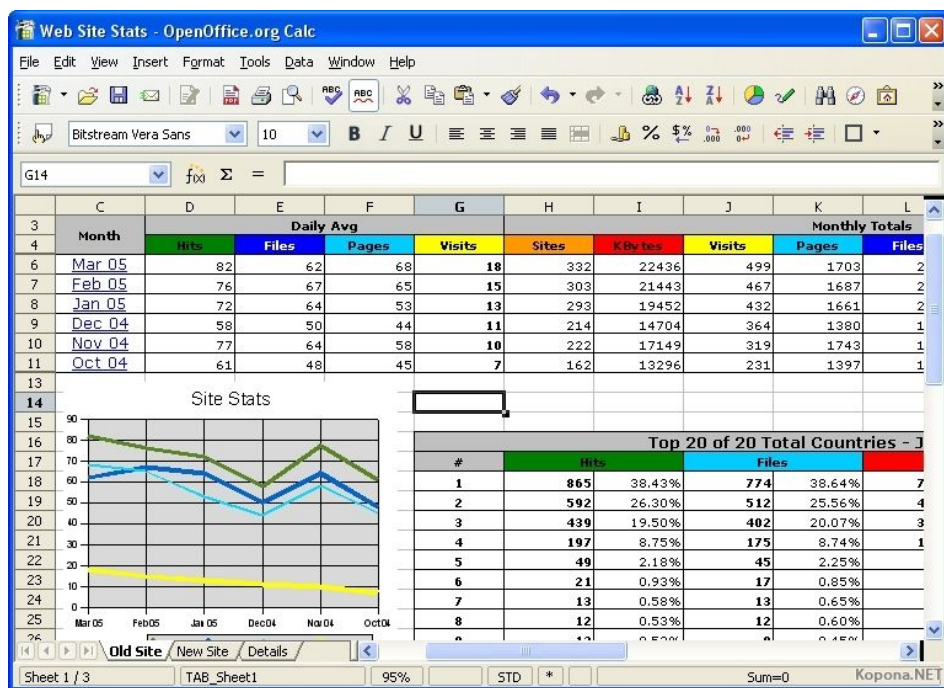 Web Site Stats - OpenOffice.org Calc
File Edit View Insert Format Tools Data Window Help
ABC ABC
Bitstream Vera Sans 10 B I U
G14 f(x) Σ =
C D E F G H I J K L
3 Month Daily Avg Monthly Totals
4 Hits Files Pages Visits Sites KBytes Visits Pages Files
6 Mar 05 82 62 68 18 332 22436 499 1703 2
7 Feb 05 76 67 65 15 303 21443 467 1687 2
8 Jan 05 72 64 53 13 293 19452 432 1661 2
9 Dec 04 58 50 44 11 214 14704 364 1380 1
10 Nov 04 77 64 58 10 222 17149 319 1743 1
11 Oct 04 61 48 45 7 162 13296 231 1397 1
13
14 Site Stats
15 90
16 80 Top 20 of 20 Total Countries - J
17 70 # Hits Files
18 60 1 865 38.43% 774 38.64% 7
19 50 2 592 26.30% 512 25.56% 4
20 40 3 439 19.50% 402 20.07% 3
21 30 4 197 8.75% 175 8.74% 1
22 20 5 49 2.18% 45 2.25%
23 10 6 21 0.93% 17 0.85%
24 0 7 13 0.58% 13 0.65%
25 Mar 05 Feb 05 Jan 05 Dec 04 Nov 04 Oct 04 8 12 0.53% 12 0.60%
26
Old Site New Site Details
Sheet 1 / 3 TAB_Sheet1 95% STD * Sum=0 Kopona.NET